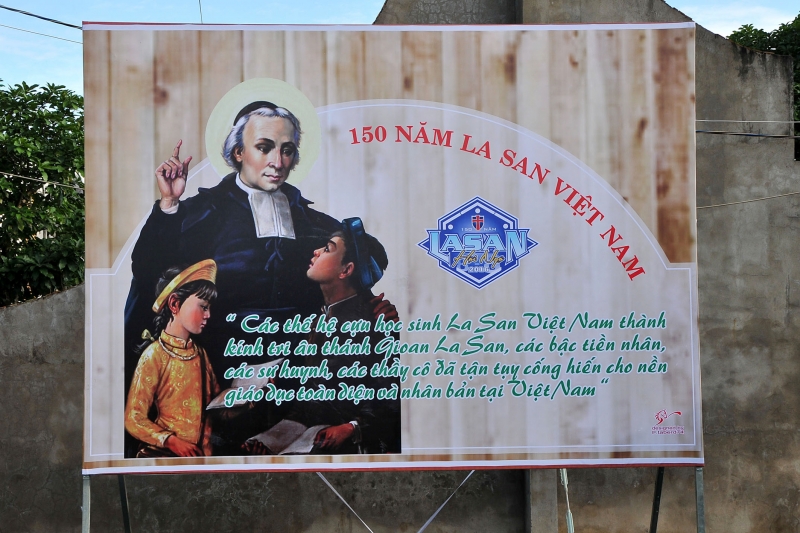 150 NĂM LA SAN VIỆT NAM
150 NĂM
LASAN
“ Các thế hệ cựu học sinh La San Việt Nam thành
kính tri ân thánh Gioan La San, các bậc tiền nhân,
các sư huynh, các thầy cô đã tận tụy cống hiến cho nền
giáo dục toàn diện và nhân bản tại Việt Nam “